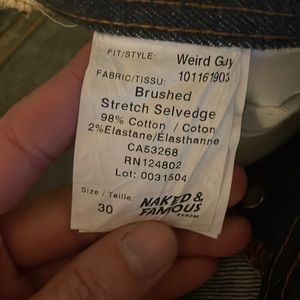 FIT/STYLE: Weird Guy
FABRIC/TISSU: 101161903
Brushed
Stretch Selvedge
98% Cotton / Coton
2%Elastane/Élasthanne
CA53268
RN124802
Lot: 0031504
Size / Taille:
30
NAKED &
FAMOUS
DENIM